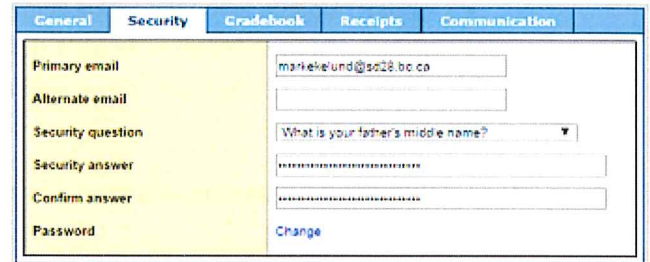 General Security Gradebook Receipts Communication
Primary email markekelund@sd28.bc.ca
Alternate email
Security question What is your father's middle name? ▼
Security answer ••••••••••••••••••••••••••••••
Confirm answer ••••••••••••••••••••••••••••••
Password Change